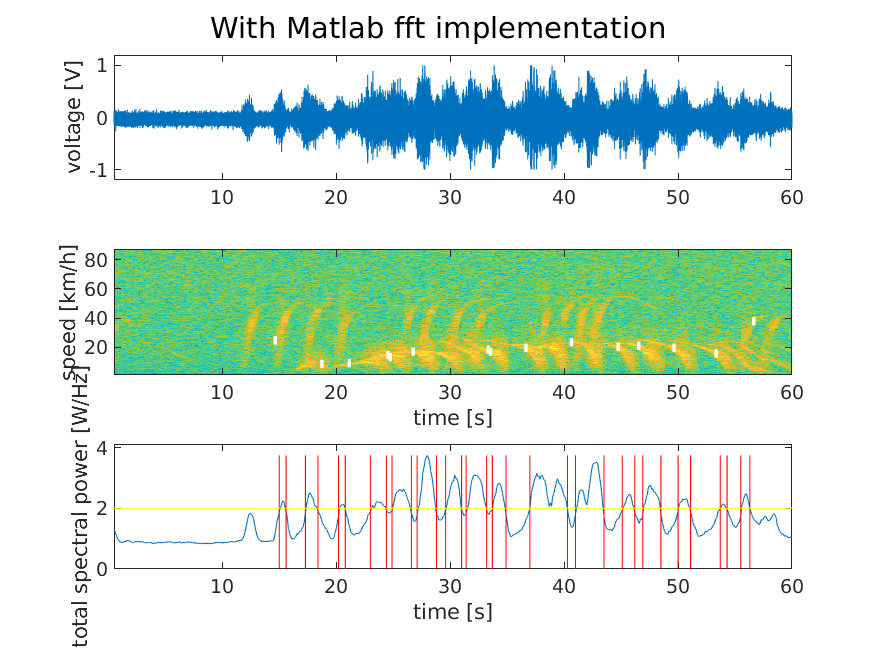 With Matlab fft implementation
voltage [V]
1
0
-1
10 20 30 40 50 60
speed [km/h]
80
60
40
20
10 20 30 40 50 60
time [s]
total spectral power [W/Hz]
4
2
0
10 20 30 40 50 60
time [s]